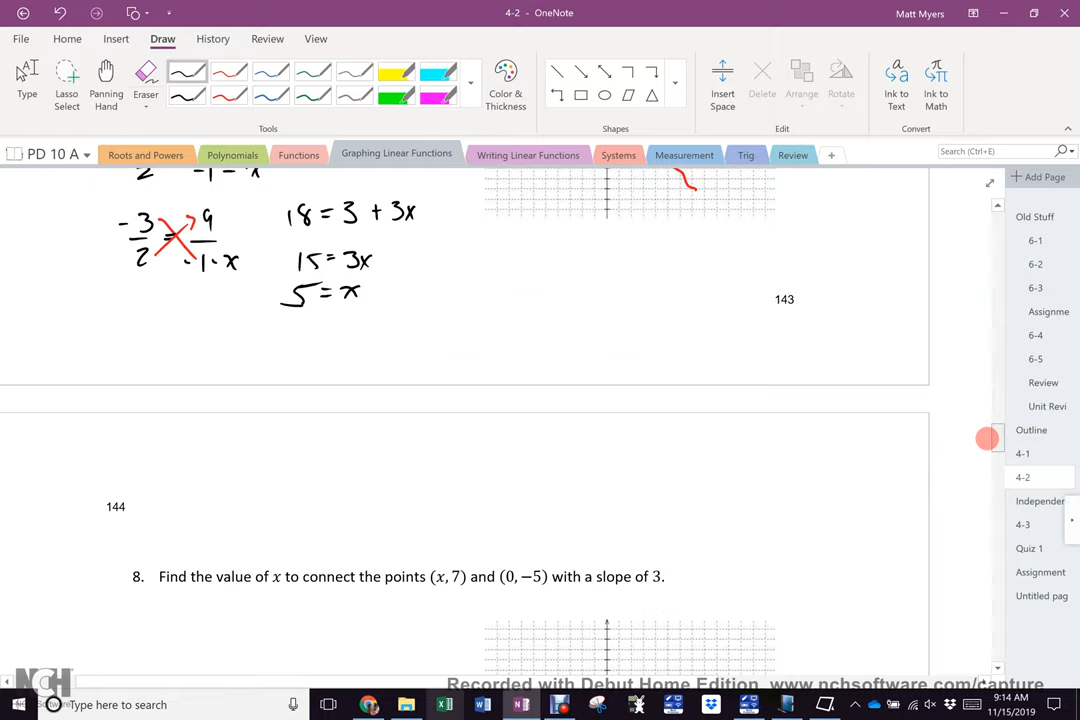 4-2 - OneNote
Matt Myers
File Home Insert Draw History Review View
Type
Lasso Select
Panning Hand
Eraser
Color & Thickness
Insert Space
Delete
Arrange
Rotate
Ink to Text
Ink to Math
Tools
Shapes
Edit
Convert
PD 10 A
Roots and Powers
Polynomials
Functions
Graphing Linear Functions
Writing Linear Functions
Systems
Measurement
Trig
Review
Search (Ctrl+E)
Add Page
Old Stuff
6-1
6-2
6-3
Assignme
6-4
6-5
Review
Unit Revi
Outline
4-1
4-2
Independer
4-3
Quiz 1
Assignment
Untitled pag
2 -1-x
-3/2 = 9/-1-x
18 = 3 + 3x
15 = 3x
5 = x
143
144
8. Find the value of x to connect the points (x, 7) and (0, −5) with a slope of 3.
NCH
Software
Recorded with Debut Home Edition www.nchsoftware.com/capture
Type here to search
9:14 AM
11/15/2019